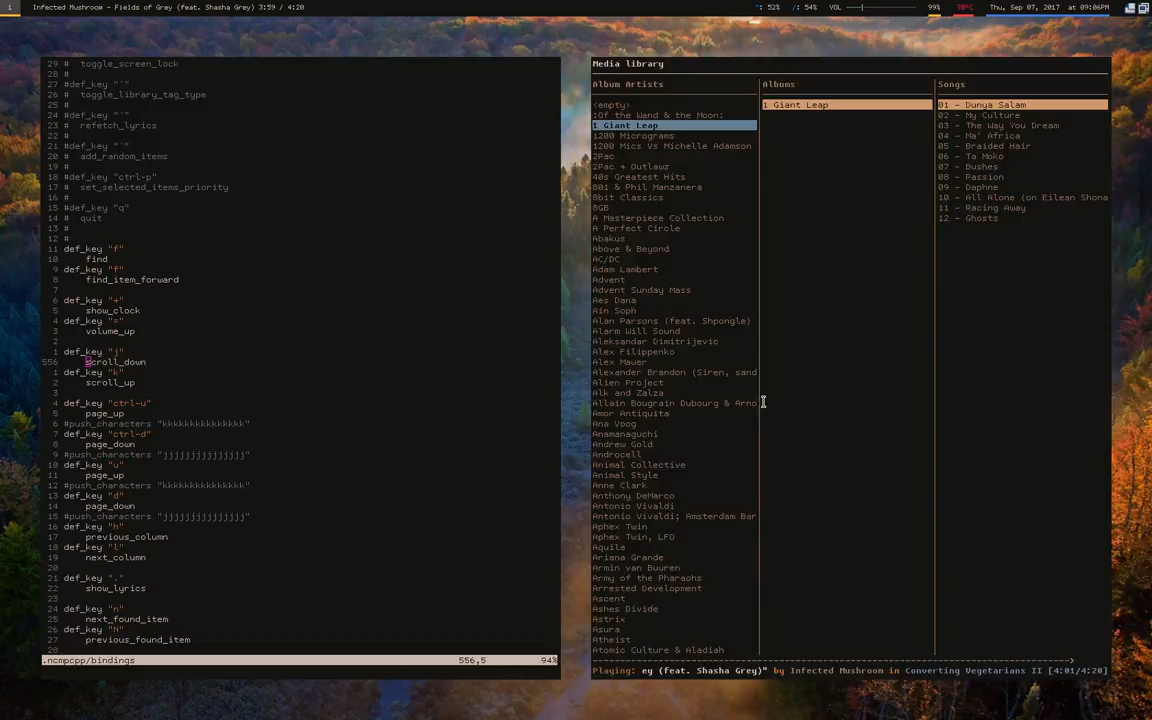 1 Infected Mushroom - Fields of Grey (feat. Shasha Grey) 3:59 / 4:20 ~: 52% /: 54% VOL 99% 70°C Thu, Sep 07, 2017 at 09:06PM
29 #  toggle_screen_lock
28 #
27 #def_key "`"
26 #  toggle_library_tag_type
25 #
24 #def_key "`"
23 #  refetch_lyrics
22 #
21 #def_key "`"
20 #  add_random_items
19 #
18 #def_key "ctrl-p"
17 #  set_selected_items_priority
16 #
15 #def_key "q"
14 #  quit
13 #
12 #
11 def_key "f"
10     find
9 def_key "f"
8     find_item_forward
7
6 def_key "+"
5     show_clock
4 def_key "="
3     volume_up
2
1 def_key "j"
556     scroll_down
1 def_key "k"
2     scroll_up
3
4 def_key "ctrl-u"
5     page_up
6 #push_characters "kkkkkkkkkkkkkkk"
7 def_key "ctrl-d"
8     page_down
9 #push_characters "jjjjjjjjjjjjjjj"
10 def_key "u"
11     page_up
12 #push_characters "kkkkkkkkkkkkkkk"
13 def_key "d"
14     page_down
15 #push_characters "jjjjjjjjjjjjjjj"
16 def_key "h"
17     previous_column
18 def_key "l"
19     next_column
20
21 def_key "."
22     show_lyrics
23
24 def_key "n"
25     next_found_item
26 def_key "N"
27     previous_found_item
28
.ncmpcpp/bindings 556,5 94%
Media library
Album Artists
<empty>
:Of the Wand & the Moon:
1 Giant Leap
1200 Micrograms
1200 Mics Vs Michelle Adamson
2Pac
2Pac + Outlawz
40s Greatest Hits
801 & Phil Manzanera
8bit Classics
8GB
A Masterpiece Collection
A Perfect Circle
Abakus
Above & Beyond
AC/DC
Adam Lambert
Advent
Advent Sunday Mass
Aes Dana
Ain Soph
Alan Parsons (feat. Shpongle)
Alarm Will Sound
Aleksandar Dimitrijevic
Alex Filippenko
Alex Mauer
Alexander Brandon (Siren, sand
Alien Project
Alk and Zalza
Allain Bougrain Dubourg & Arno
Amor Antiquita
Ana Voog
Anamanaguchi
Andrew Gold
Androcell
Animal Collective
Animal Style
Anne Clark
Anthony DeMarco
Antonio Vivaldi
Antonio Vivaldi; Amsterdam Bar
Aphex Twin
Aphex Twin, LFO
Aquila
Ariana Grande
Armin van Buuren
Army of the Pharaohs
Arrested Development
Ascent
Ashes Divide
Astrix
Asura
Atheist
Atomic Culture & Aladiah
Albums
1 Giant Leap
Songs
01 - Dunya Salam
02 - My Culture
03 - The Way You Dream
04 - Ma' Africa
05 - Braided Hair
06 - Ta Moko
07 - Bushes
08 - Passion
09 - Daphne
10 - All Alone (on Eilean Shona
11 - Racing Away
12 - Ghosts
Playing: ey (feat. Shasha Grey)" by Infected Mushroom in Converting Vegetarians II [4:01/4:20]